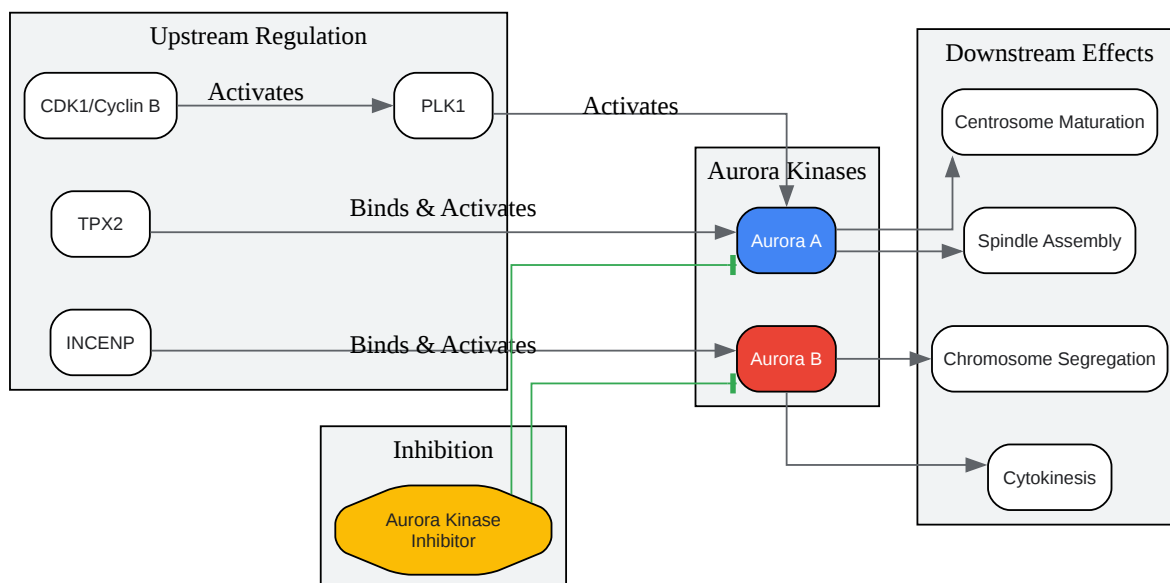 Upstream Regulation
CDK1/Cyclin B
Activates
PLK1
Activates
TPX2
Binds & Activates
INCENP
Binds & Activates
Aurora Kinases
Aurora A
Aurora B
Downstream Effects
Centrosome Maturation
Spindle Assembly
Chromosome Segregation
Cytokinesis
Inhibition
Aurora Kinase
Inhibitor